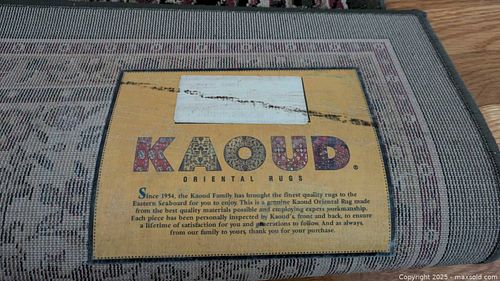 KAOUD®
ORIENTAL RUGS
Since 1954, the Kaoud Family has brought the finest quality rugs to the
Eastern Seaboard for you to enjoy. This is a genuine Kaoud Oriental Rug made
from the best quality materials possible and employing expert workmanship.
Each piece has been personally inspected by Kaoud's, front and back, to ensure
a lifetime of satisfaction for you and generations to follow. And as always,
from our family to yours, thank you for your purchase.
Copyright © 2025 - maxsold.com